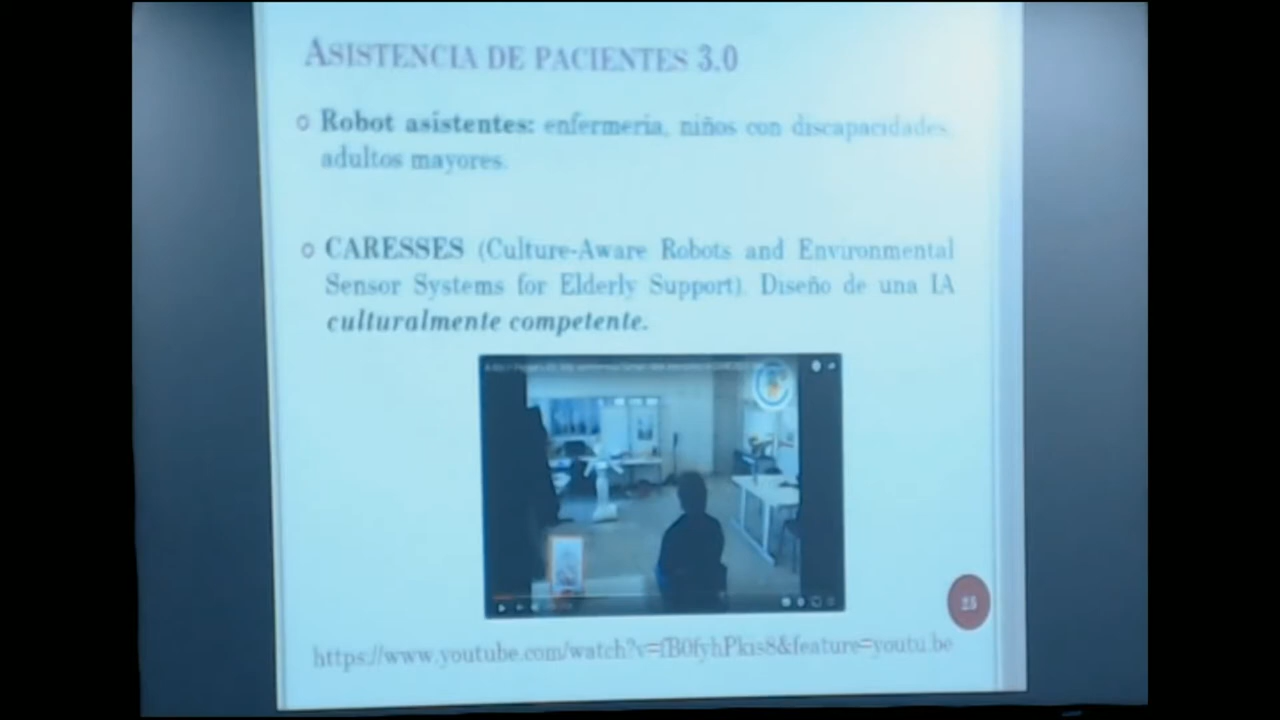 ASISTENCIA DE PACIENTES 3.0
Robot asistentes: enfermeria, niños con discapacidades,
adultos mayores.
CARESSES (Culture-Aware Robots and Environmental
Sensor Systems for Elderly Support). Diseño de una IA
culturalmente competente.
25
https://www.youtube.com/watch?v=fB0fyhPkis8&feature=youtu.be